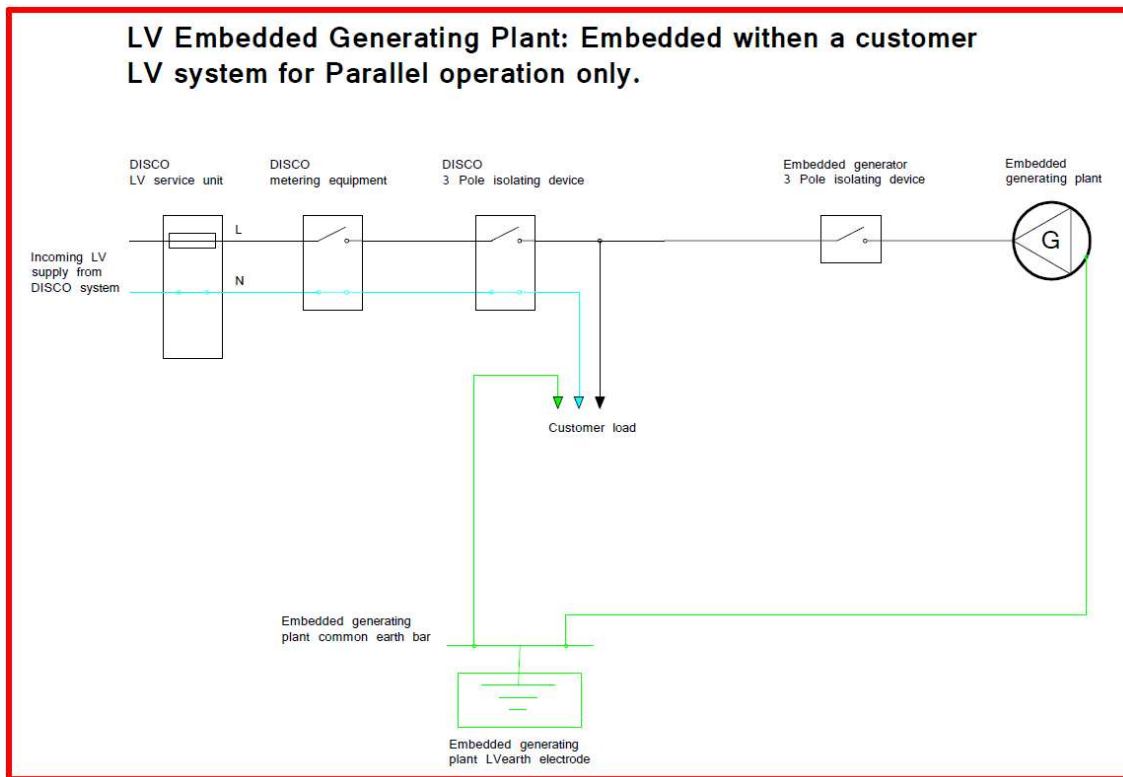 LV Embedded Generating Plant: Embedded withen a customer
LV system for Parallel operation only.
DISCO
LV service unit
DISCO
metering equipment
DISCO
3 Pole isolating device
Embedded generator
3 Pole isolating device
Embedded
generating plant
L
G
Incoming LV
supply from
DISCO system
N
Customer load
Embedded generating
plant common earth bar
Embedded generating
plant LVearth electrode